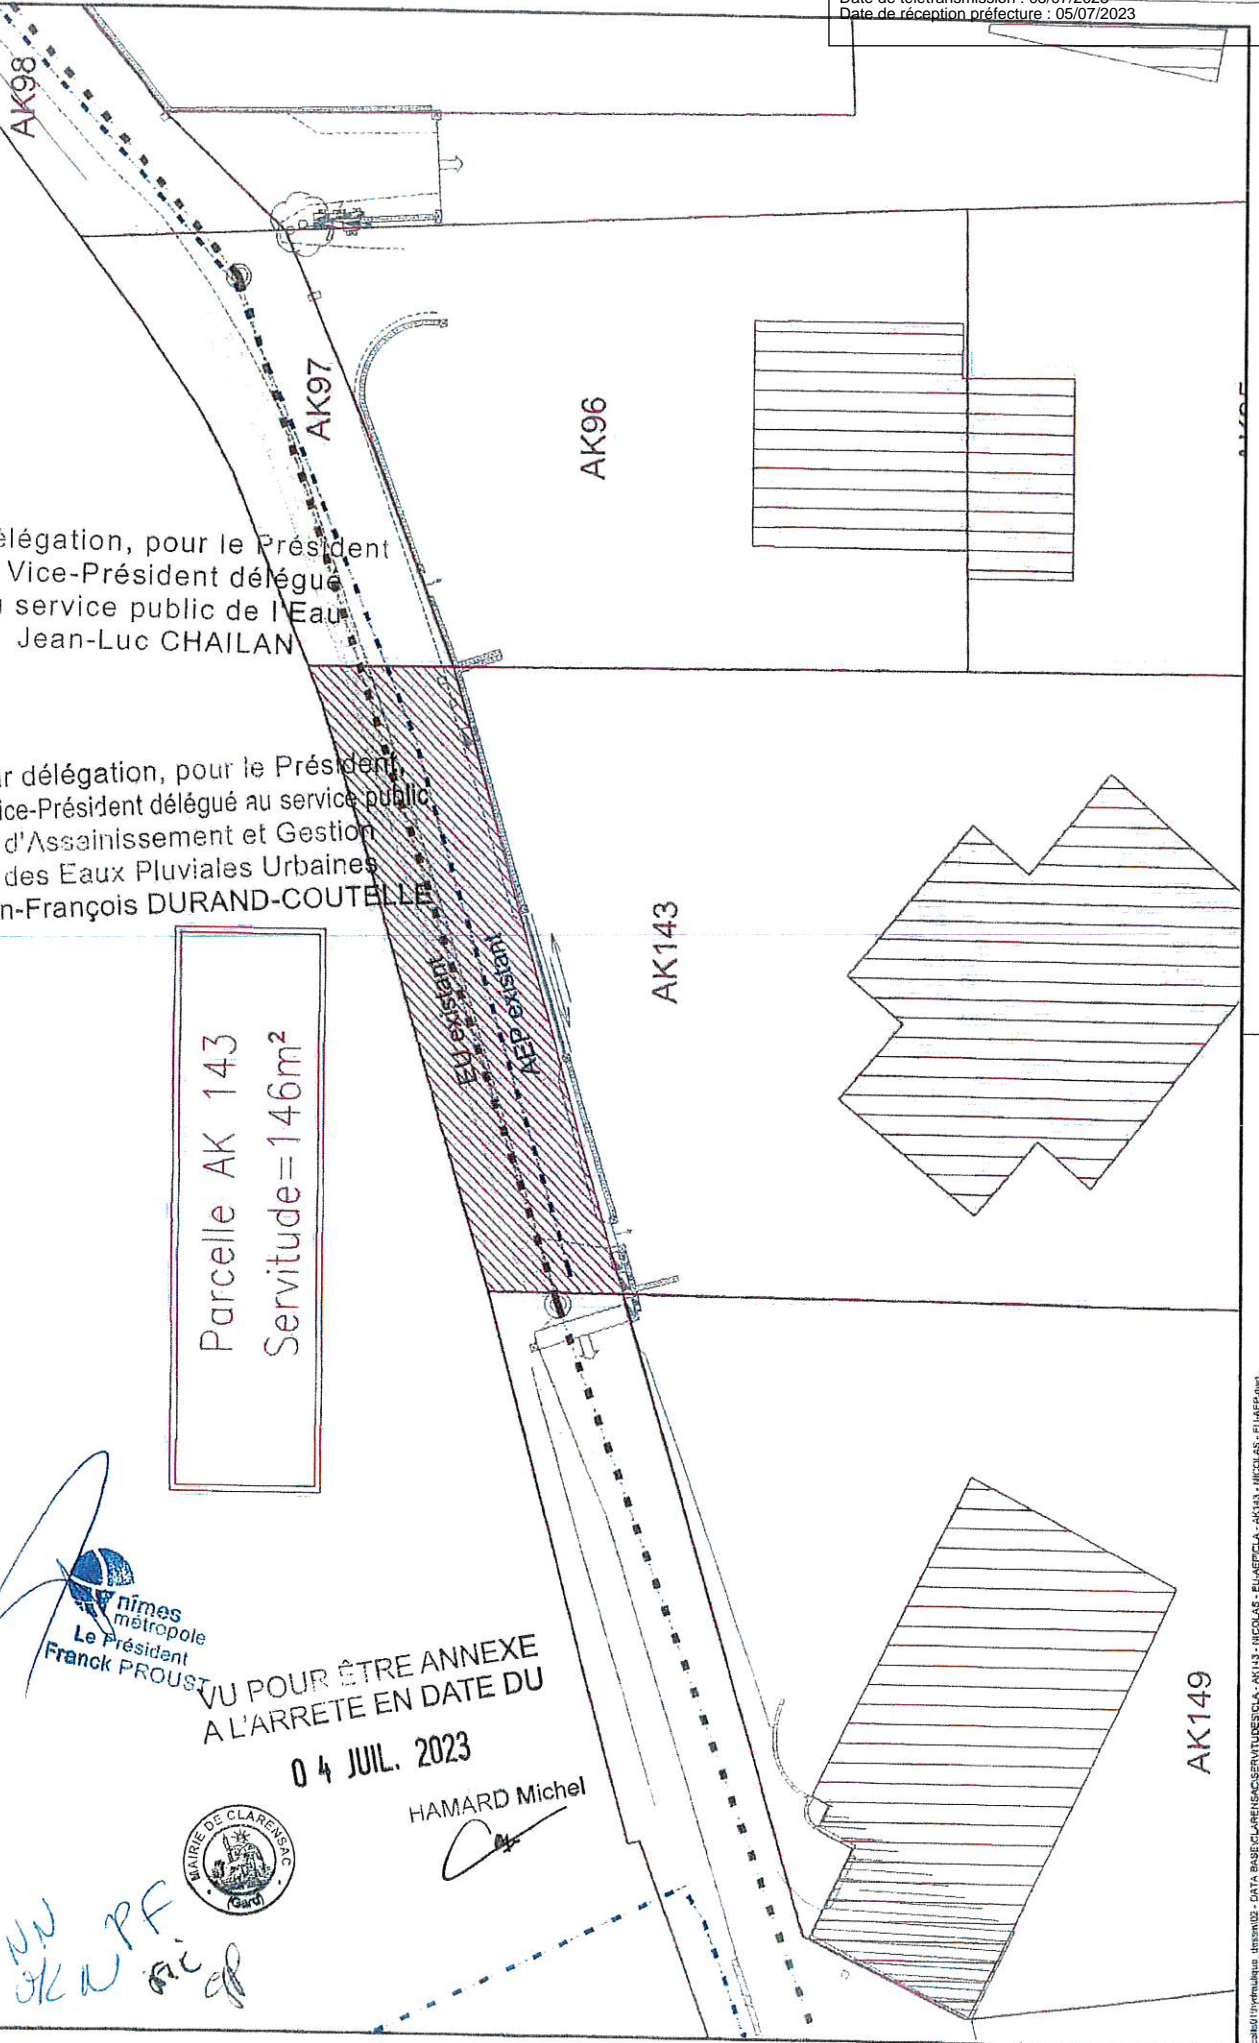 Date de réception préfecture : 05/07/2023
AK98
AK97
AK96
élégation, pour le Président
Vice-Président délégué
service public de l'Eau
Jean-Luc CHAILAN
r délégation, pour le Président,
ice-Président délégué au service public
d'Assainissement et Gestion
des Eaux Pluviales Urbaines
n-François DURAND-COUTELLE
EU existant
AEP existant
AK143
Parcelle AK 143
Servitude=146m²
nîmes
métropole
Le Président
Franck PROUST
VU POUR ÊTRE ANNEXE
A L'ARRETE EN DATE DU
0 4 JUIL. 2023
HAMARD Michel
MAIRIE DE CLARENSAC
(Gard)
AK149
NN
PF